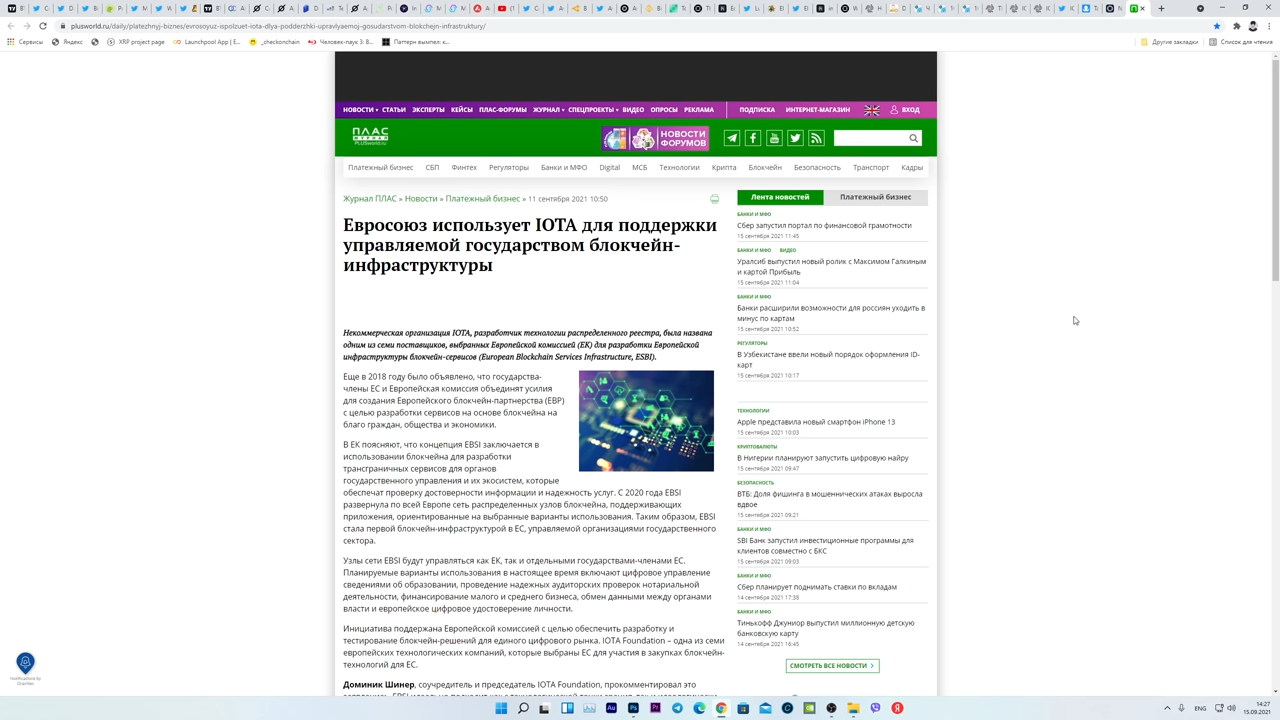 plusworld.ru/daily/platezhnyj-biznes/evrosoyuz-ispolzuet-iota-dlya-podderzhki-upravlyaemoj-gosudarstvom-blokchejn-infrastruktury/
Сервисы Яндекс XRP project page Launchpool App | E... _checkonchain Человек-паук 3: В... Паттерн вымпел: к... Другие закладки Список для чтения
НОВОСТИ СТАТЬИ ЭКСПЕРТЫ КЕЙСЫ ПЛАС-ФОРУМЫ ЖУРНАЛ СПЕЦПРОЕКТЫ ВИДЕО ОПРОСЫ РЕКЛАМА ПОДПИСКА ИНТЕРНЕТ-МАГАЗИН ВХОД
ПЛАС
ЖУРНАЛ
PLUSworld.ru
НОВОСТИ
ФОРУМОВ
Платежный бизнес СБП Финтех Регуляторы Банки и МФО Digital МСБ Технологии Крипта Блокчейн Безопасность Транспорт Кадры
Журнал ПЛАС » Новости » Платежный бизнес » 11 сентября 2021 10:50
Евросоюз использует IOTA для поддержки
управляемой государством блокчейн-
инфраструктуры
Некоммерческая организация IOTA, разработчик технологии распределенного реестра, была названа
одним из семи поставщиков, выбранных Европейской комиссией (ЕК) для разработки Европейской
инфраструктуры блокчейн-сервисов (European Blockchain Services Infrastructure, ESBI).
Еще в 2018 году было объявлено, что государства-
члены ЕС и Европейская комиссия объединят усилия
для создания Европейского блокчейн-партнерства (EBP)
с целью разработки сервисов на основе блокчейна на
благо граждан, общества и экономики.
В ЕК поясняют, что концепция EBSI заключается в
использовании блокчейна для разработки
трансграничных сервисов для органов
государственного управления и их экосистем, которые
обеспечат проверку достоверности информации и надежность услуг. С 2020 года EBSI
развернула по всей Европе сеть распределенных узлов блокчейна, поддерживающих
приложения, ориентированные на выбранные варианты использования. Таким образом, EBSI
стала первой блокчейн-инфраструктурой в ЕС, управляемой организациями государственного
сектора.
Узлы сети EBSI будут управляться как ЕК, так и отдельными государствами-членами ЕС.
Планируемые варианты использования в настоящее время включают цифровое управление
сведениями об образовании, проведение надежных аудиторских проверок нотариальной
деятельности, финансирование малого и среднего бизнеса, обмен данными между органами
власти и европейское цифровое удостоверение личности.
Инициатива поддержана Европейской комиссией с целью обеспечить разработку и
тестирование блокчейн-решений для единого цифрового рынка. IOTA Foundation – одна из семи
европейских технологических компаний, которые выбраны ЕС для участия в закупках блокчейн-
технологий для ЕС.
Доминик Шинер, соучредитель и председатель IOTA Foundation, прокомментировал это
Лента новостей Платежный бизнес
БАНКИ И МФО
Сбер запустил портал по финансовой грамотности
15 сентября 2021 11:45
БАНКИ И МФО ВИДЕО
Уралсиб выпустил новый ролик с Максимом Галкиным
и картой Прибыль
15 сентября 2021 11:04
БАНКИ И МФО
Банки расширили возможности для россиян уходить в
минус по картам
15 сентября 2021 10:52
РЕГУЛЯТОРЫ
В Узбекистане ввели новый порядок оформления ID-
карт
15 сентября 2021 10:17
ТЕХНОЛОГИИ
Apple представила новый смартфон iPhone 13
15 сентября 2021 10:03
КРИПТОВАЛЮТЫ
В Нигерии планируют запустить цифровую найру
15 сентября 2021 09:47
БЕЗОПАСНОСТЬ
ВТБ: Доля фишинга в мошеннических атаках выросла
вдвое
15 сентября 2021 09:21
БАНКИ И МФО
SBI Банк запустил инвестиционные программы для
клиентов совместно с БКС
15 сентября 2021 09:03
БАНКИ И МФО
Сбер планирует поднимать ставки по вкладам
14 сентября 2021 17:38
БАНКИ И МФО
Тинькофф Джуниор выпустил миллионную детскую
банковскую карту
14 сентября 2021 16:45
СМОТРЕТЬ ВСЕ НОВОСТИ
Notifications by
ENG
14:27
15.09.2021